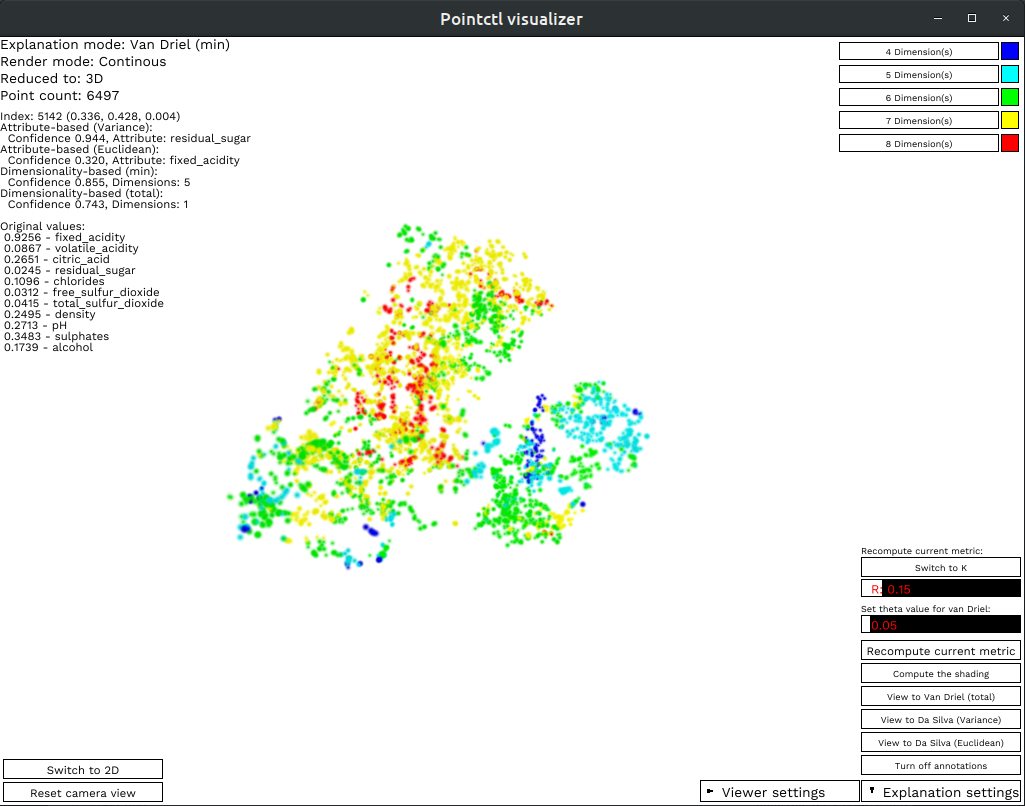 Pointctl visualizer
Explanation mode: Van Driel (min)
Render mode: Continous
Reduced to: 3D
Point count: 6497
Index: 5142 (0.336, 0.428, 0.004)
Attribute-based (Variance):
Confidence 0.944, Attribute: residual_sugar
Attribute-based (Euclidean):
Confidence 0.320, Attribute: fixed_acidity
Dimensionality-based (min):
Confidence 0.855, Dimensions: 5
Dimensionality-based (total):
Confidence 0.743, Dimensions: 1
Original values:
0.9256 - fixed_acidity
0.0867 - volatile_acidity
0.2651 - citric_acid
0.0245 - residual_sugar
0.1096 - chlorides
0.0312 - free_sulfur_dioxide
0.0415 - total_sulfur_dioxide
0.2495 - density
0.2713 - pH
0.3483 - sulphates
0.1739 - alcohol
4 Dimension(s)
5 Dimension(s)
6 Dimension(s)
7 Dimension(s)
8 Dimension(s)
Recompute current metric:
Switch to K
R: 0.15
Set theta value for van Driel:
0.05
Recompute current metric
Compute the shading
View to Van Driel (total)
View to Da Silva (Variance)
View to Da Silva (Euclidean)
Turn off annotations
Switch to 2D
Reset camera view
Viewer settings
Explanation settings